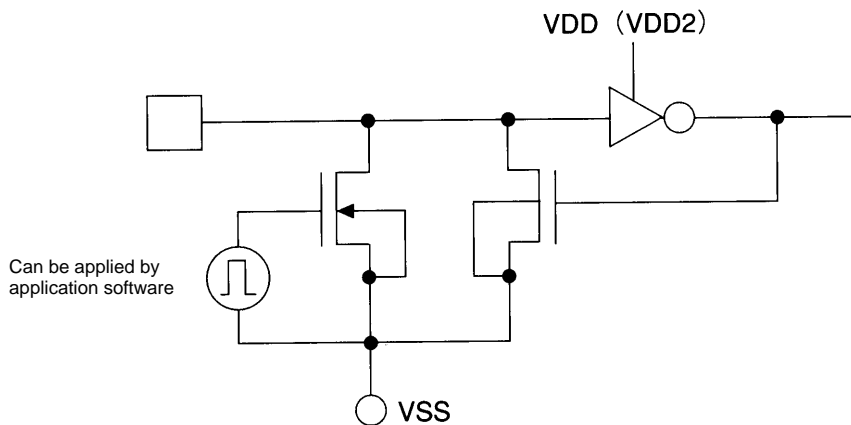 VDD (VDD2)
Can be applied by
application software
VSS